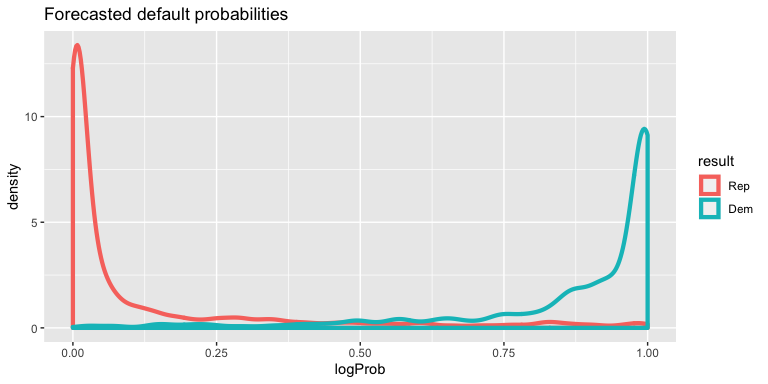 Forecasted default probabilities
density
10
5
0
0.00 0.25 0.50 0.75 1.00
logProb
result
Rep
Dem